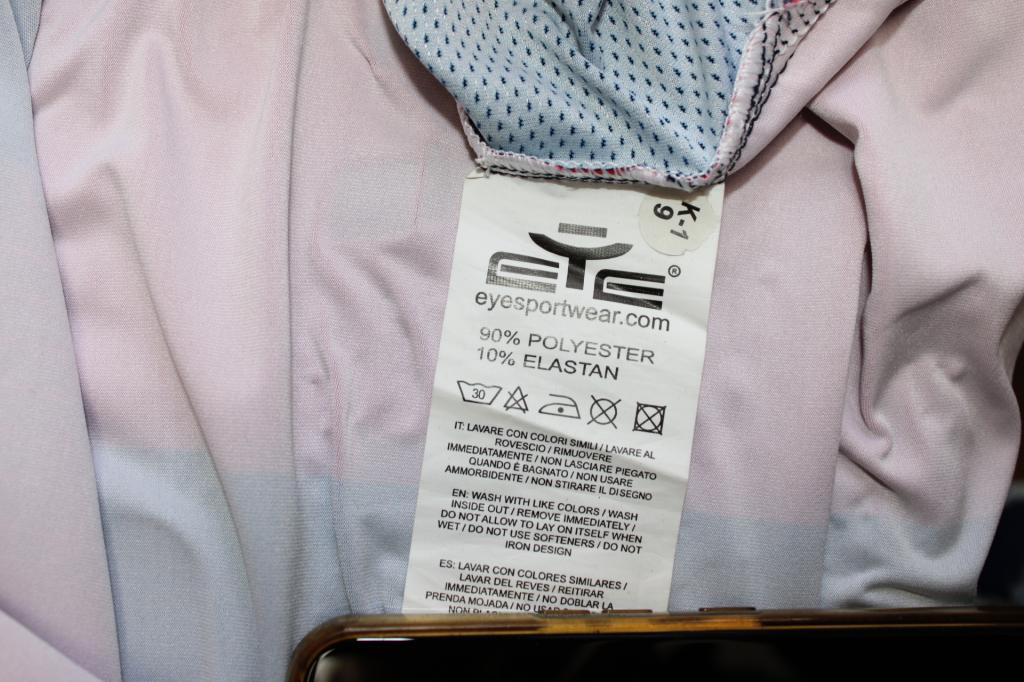 K-1
9
EYE®
eyesportwear.com
90% POLYESTER
10% ELASTAN
30
IT: LAVARE CON COLORI SIMILI / LAVARE AL
ROVESCIO / RIMUOVERE
IMMEDIATAMENTE / NON LASCIARE PIEGATO
QUANDO È BAGNATO / NON USARE
AMMORBIDENTE / NON STIRARE IL DISEGNO
EN: WASH WITH LIKE COLORS / WASH
INSIDE OUT / REMOVE IMMEDIATELY /
DO NOT ALLOW TO LAY ON ITSELF WHEN
WET / DO NOT USE SOFTENERS / DO NOT
IRON DESIGN
ES: LAVAR CON COLORES SIMILARES /
LAVAR DEL REVES / REITIRAR
IMMEDIATAMENTE / NO DOBLAR LA
PRENDA MOJADA / NO
NON